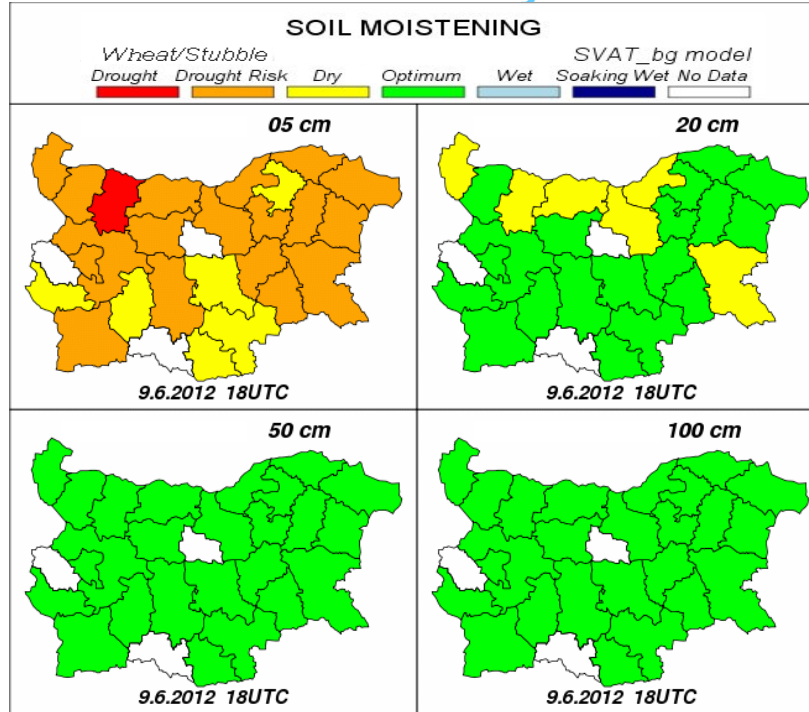 SOIL MOISTENING
Wheat/Stubble SVAT_bg model
Drought Drought Risk Dry Optimum Wet Soaking Wet No Data
05 cm 20 cm
9.6.2012 18UTC 9.6.2012 18UTC
50 cm 100 cm
9.6.2012 18UTC 9.6.2012 18UTC